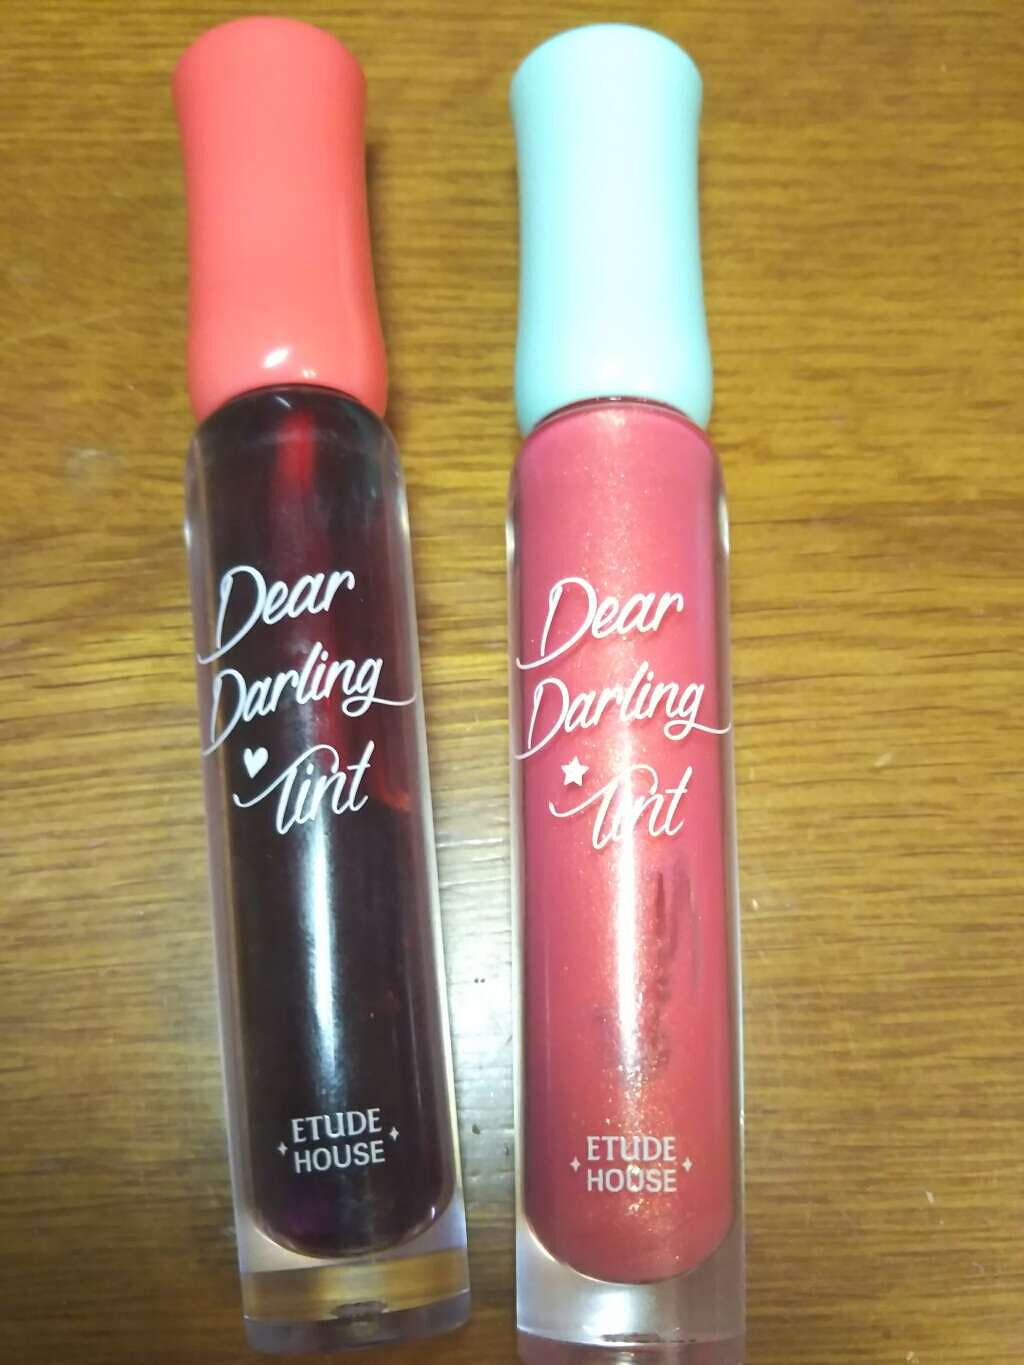 Dear
Darling
Tint
ETUDE
HOUSE
Dear
Darling
Tint
ETUDE
HOUSE